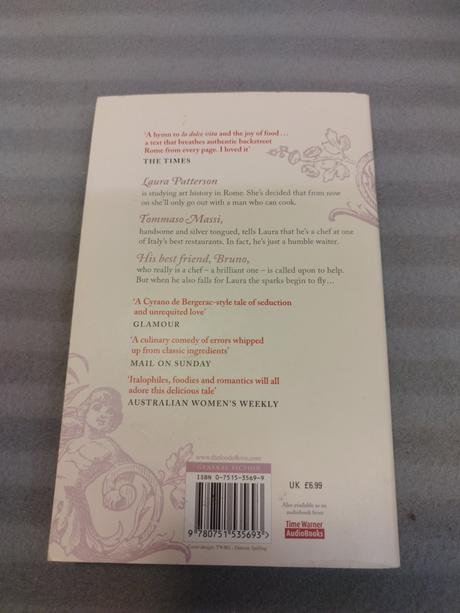 ‘A hymn to la dolce vita and the joy of food . . .
a text that breathes authentic backstreet
Rome from every page. I loved it’
THE TIMES
Laura Patterson
is studying art history in Rome. She’s decided that from now
on she’ll only go out with a man who can cook.
Tommaso Massi,
handsome and silver tongued, tells Laura that he’s a chef at one
of Italy’s best restaurants. In fact, he’s just a humble waiter.
His best friend, Bruno,
who really is a chef – a brilliant one – is called upon to help.
But when he also falls for Laura the sparks begin to fly…
‘A Cyrano de Bergerac-style tale of seduction
and unrequited love’
GLAMOUR
‘A culinary comedy of errors whipped
up from classic ingredients’
MAIL ON SUNDAY
‘Italophiles, foodies and romantics will all
adore this delicious tale’
AUSTRALIAN WOMEN’S WEEKLY
www.thefoodoflove.com
GENERAL FICTION
ISBN 0-7515-3569-9
9 780751 535693 >
UK £6.99
Also available as an
audiobook from
Time Warner
AudioBooks
Cover design: TWBG - Duncan Spilling